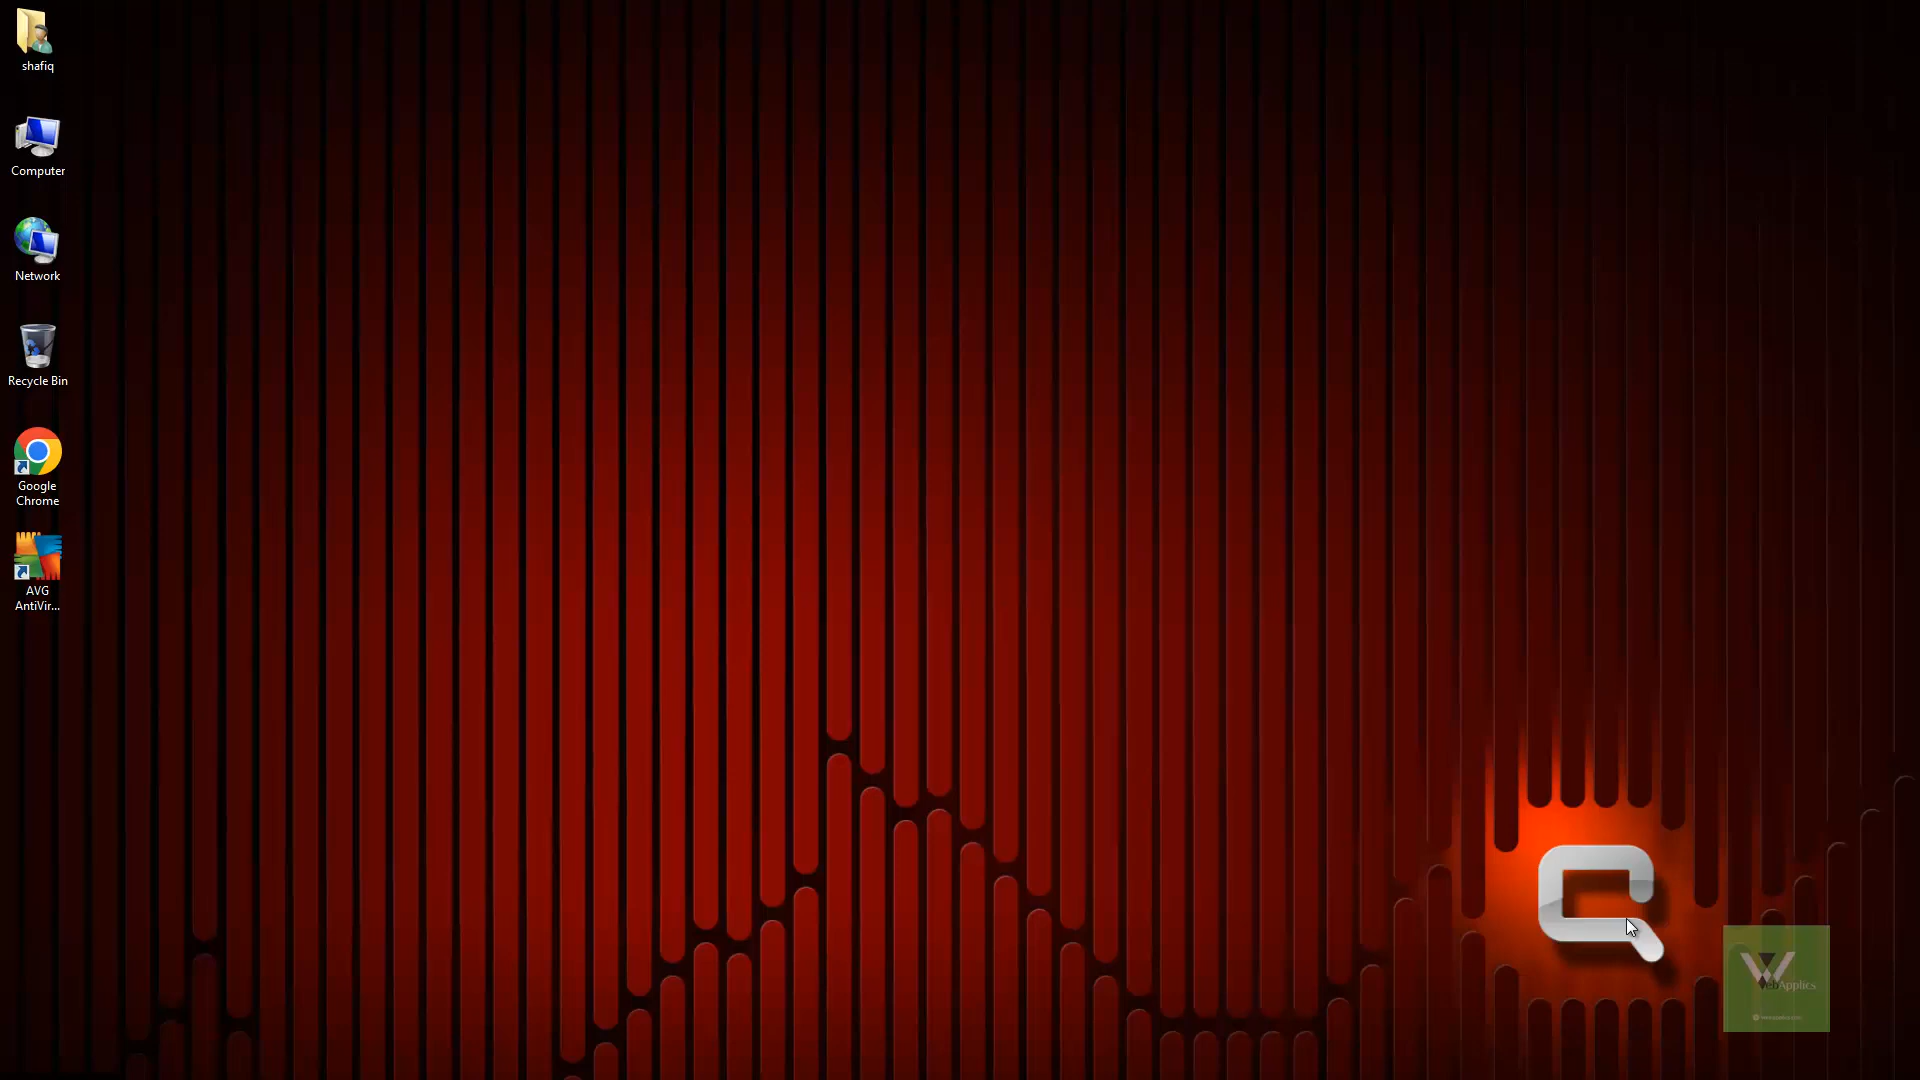 shafiq
Computer
Network
Recycle Bin
Google
Chrome
AVG
AntiVir...
WebApplics